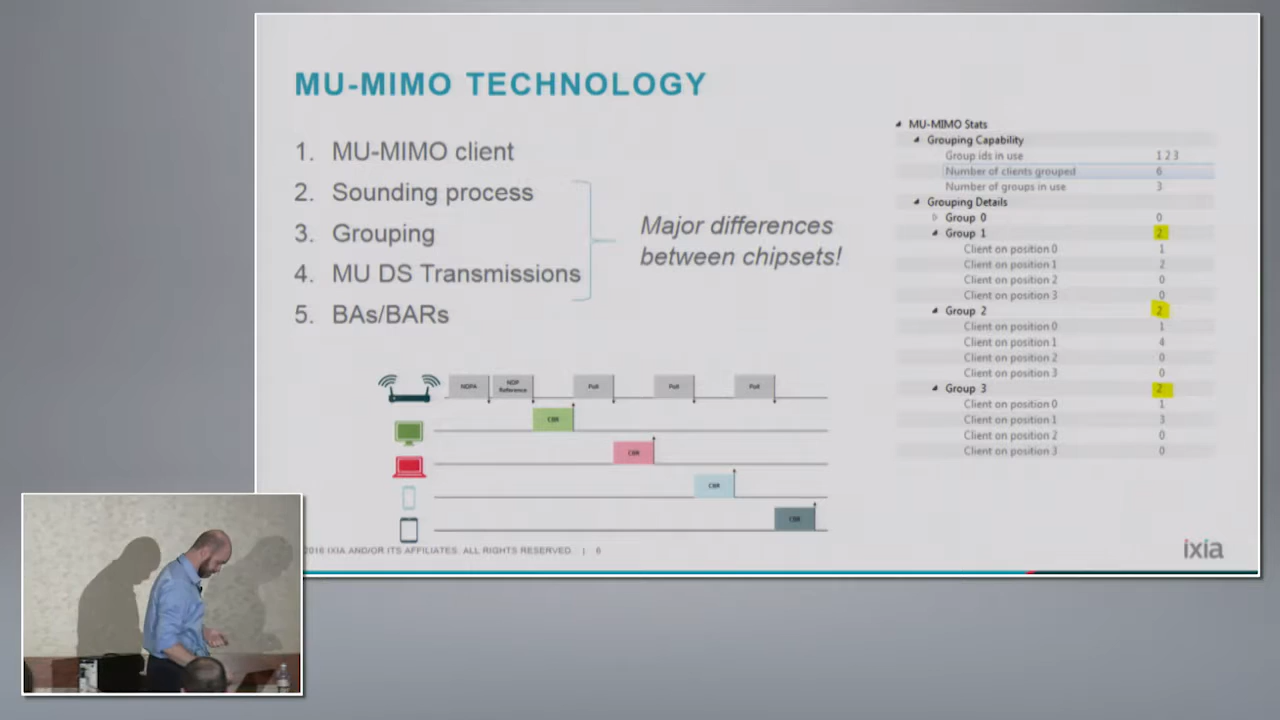 MU-MIMO TECHNOLOGY
1. MU-MIMO client
2. Sounding process
3. Grouping
4. MU DS Transmissions
5. BAs/BARs
Major differences
between chipsets!
MU-MIMO Stats
Grouping Capability
Group ids in use 1 2 3
Number of clients grouped 6
Number of groups in use 3
Grouping Details
Group 0 0
Group 1 2
Client on position 0 1
Client on position 1 2
Client on position 2 0
Client on position 3 0
Group 2 2
Client on position 0 1
Client on position 1 4
Client on position 2 0
Client on position 3 0
Group 3 2
Client on position 0 1
Client on position 1 3
Client on position 2 0
Client on position 3 0
NDPA NDP Reference Poll Poll Poll
CBR
CBR
CBR
CBR
2016 IXIA AND/OR ITS AFFILIATES. ALL RIGHTS RESERVED. | 6
ixia